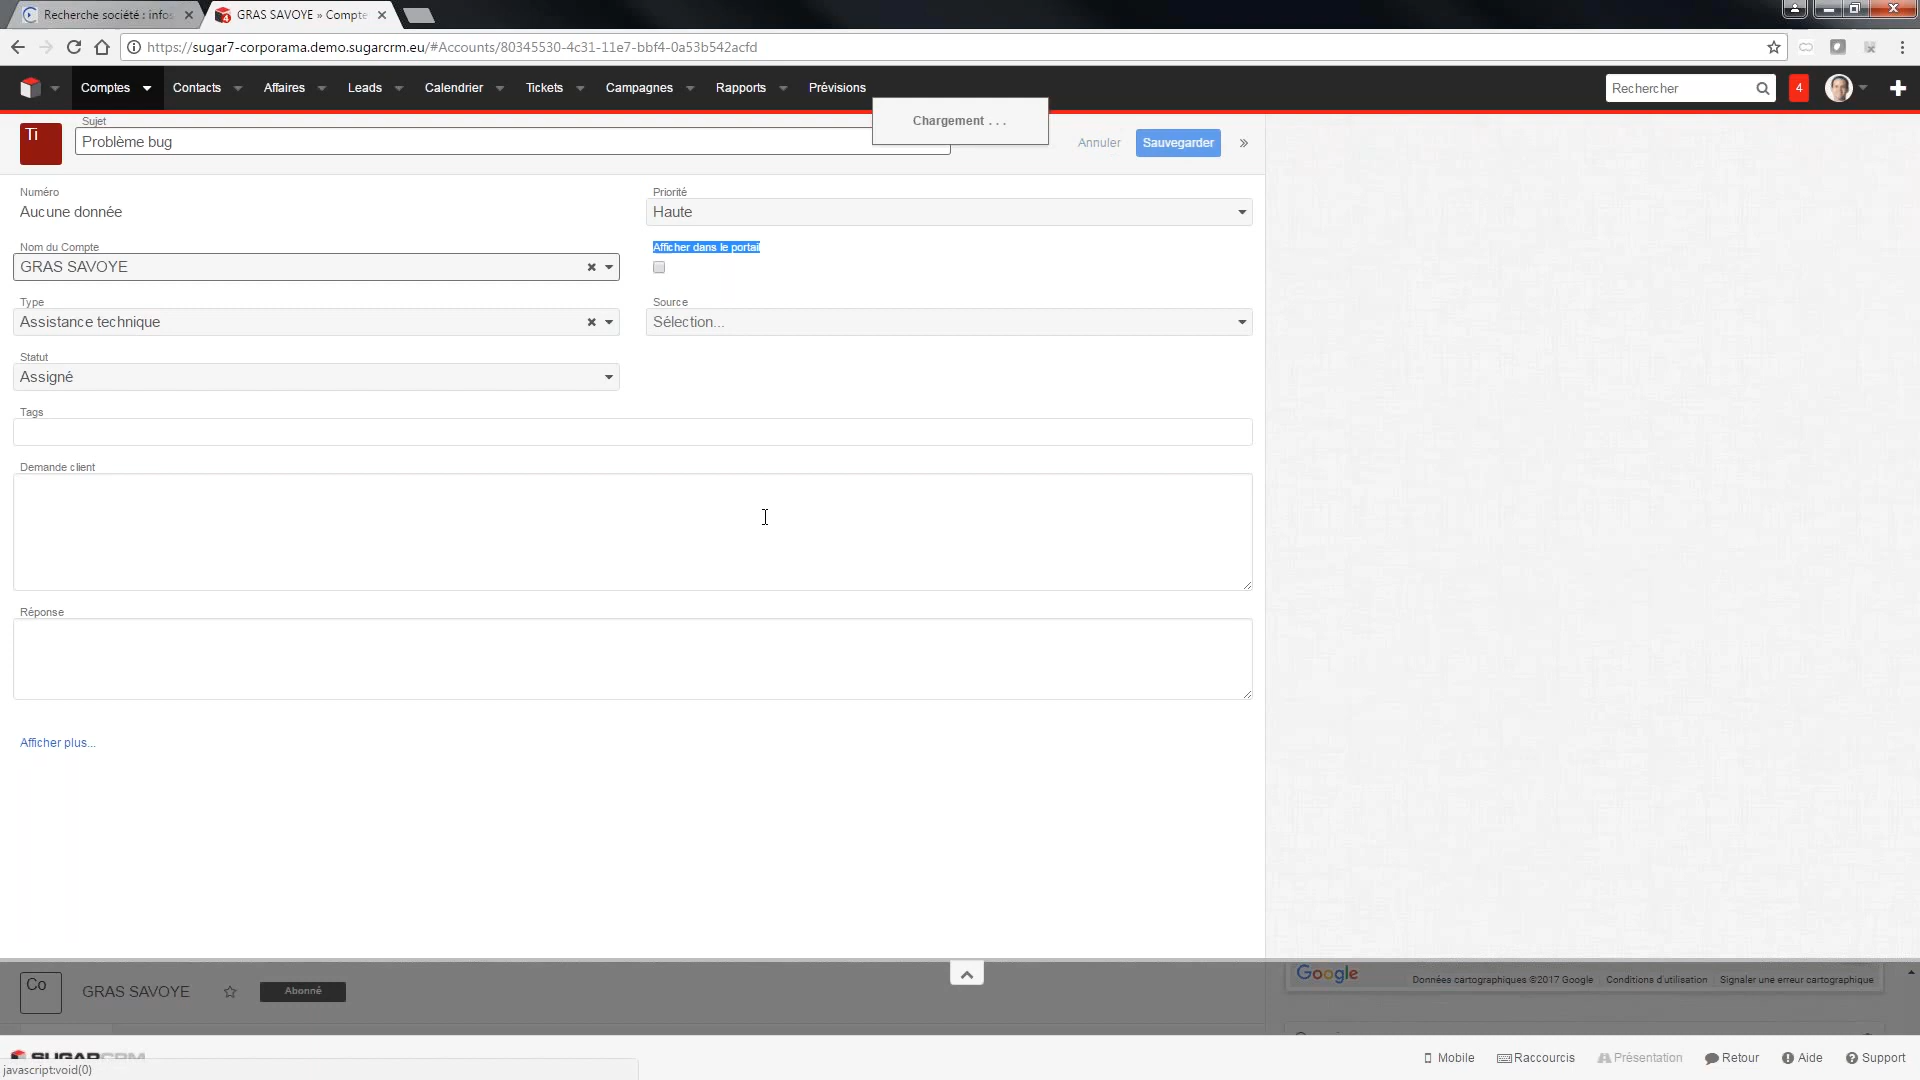 Recherche société : infos
GRAS SAVOYE » Compte
https://sugar7-corporama.demo.sugarcrm.eu/#Accounts/80345530-4c31-11e7-bbf4-0a53b542acfd
Comptes Contacts Affaires Leads Calendrier Tickets Campagnes Rapports Prévisions Rechercher 4
Chargement . . .
Ti
Sujet
Problème bug
Annuler Sauvegarder »
Numéro
Aucune donnée
Priorité
Haute
Nom du Compte
GRAS SAVOYE
Afficher dans le portail
Type
Assistance technique
Source
Sélection...
Statut
Assigné
Tags
Demande client
Réponse
Afficher plus...
Co
GRAS SAVOYE
Abonné
Google
Données cartographiques ©2017 Google Conditions d'utilisation Signaler une erreur cartographique
SUGARCRM
Mobile Raccourcis Présentation Retour Aide Support
javascript:void(0)